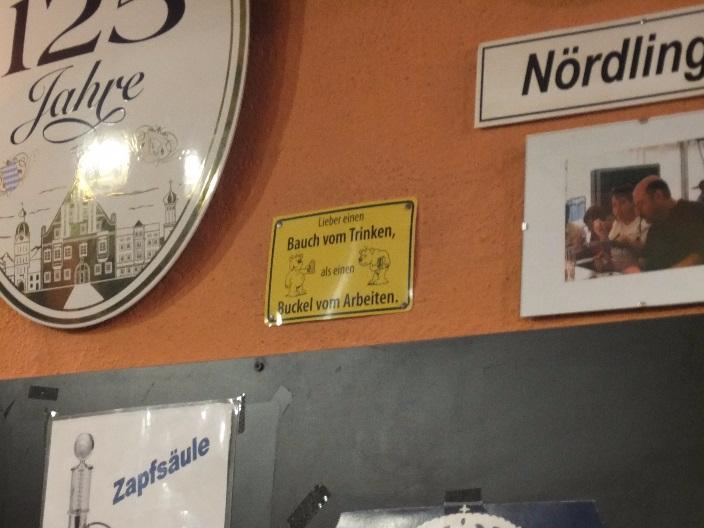 125
Jahre
Nördling
Lieber einen
Bauch vom Trinken,
als einen
Buckel vom Arbeiten.
Zapfsäule